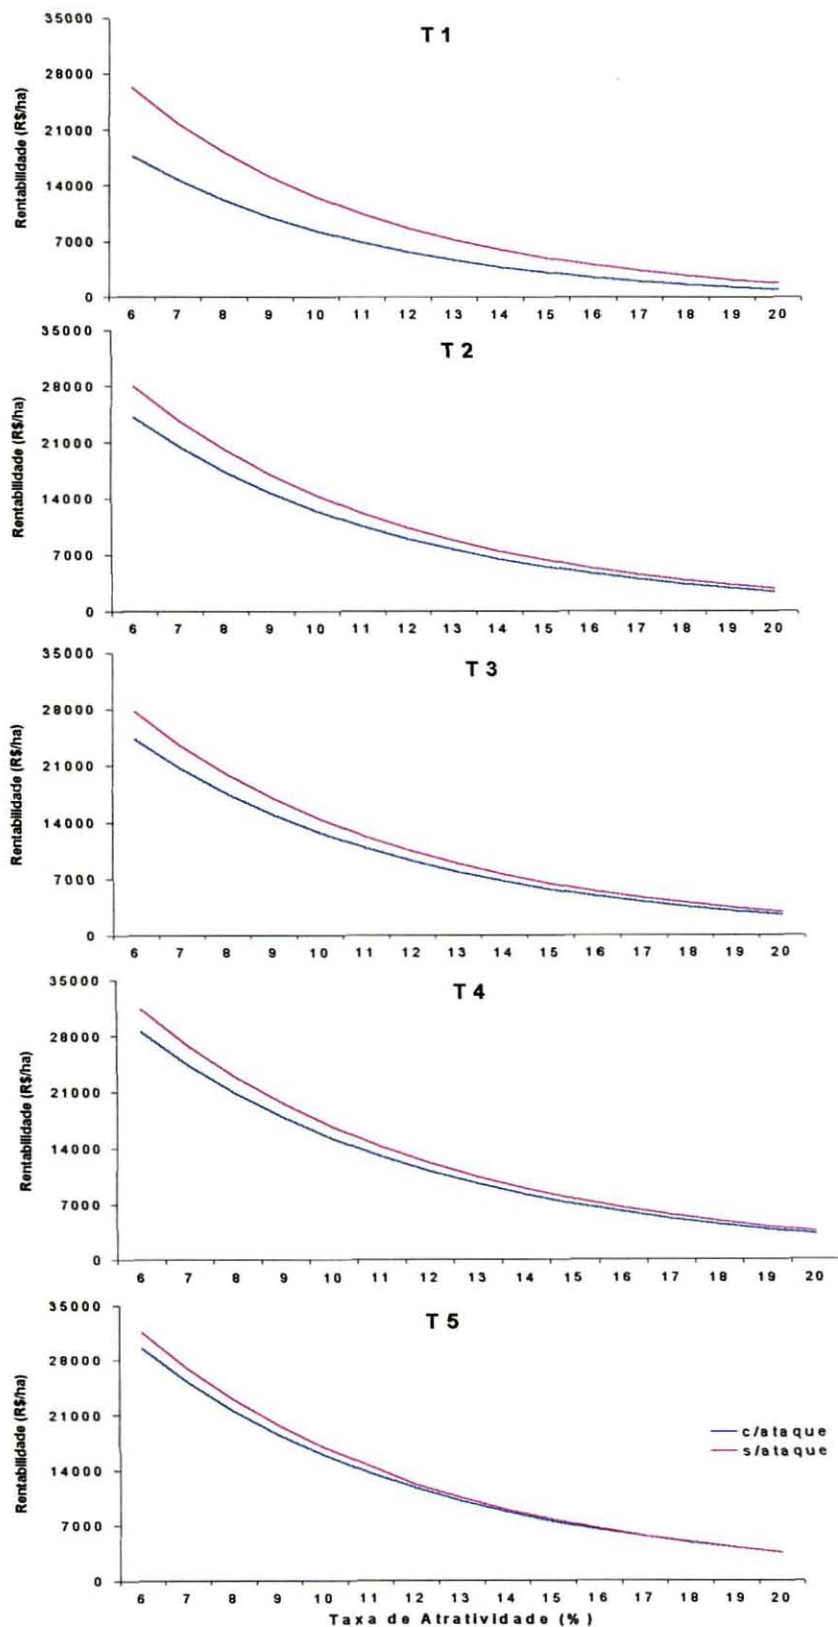 T 1
Rentabilidade (R$/ha)
35000
28000
21000
14000
7000
0
6 7 8 9 10 11 12 13 14 15 16 17 18 19 20
T 2
Rentabilidade (R$/ha)
35000
28000
21000
14000
7000
0
6 7 8 9 10 11 12 13 14 15 16 17 18 19 20
T 3
Rentabilidade (R$/ha)
35000
28000
21000
14000
7000
0
6 7 8 9 10 11 12 13 14 15 16 17 18 19 20
T 4
Rentabilidade (R$/ha)
35000
28000
21000
14000
7000
0
6 7 8 9 10 11 12 13 14 15 16 17 18 19 20
T 5
Rentabilidade (R$/ha)
35000
28000
21000
14000
7000
0
c/ataque
s/ataque
6 7 8 9 10 11 12 13 14 15 16 17 18 19 20
Taxa de Atratividade (%)